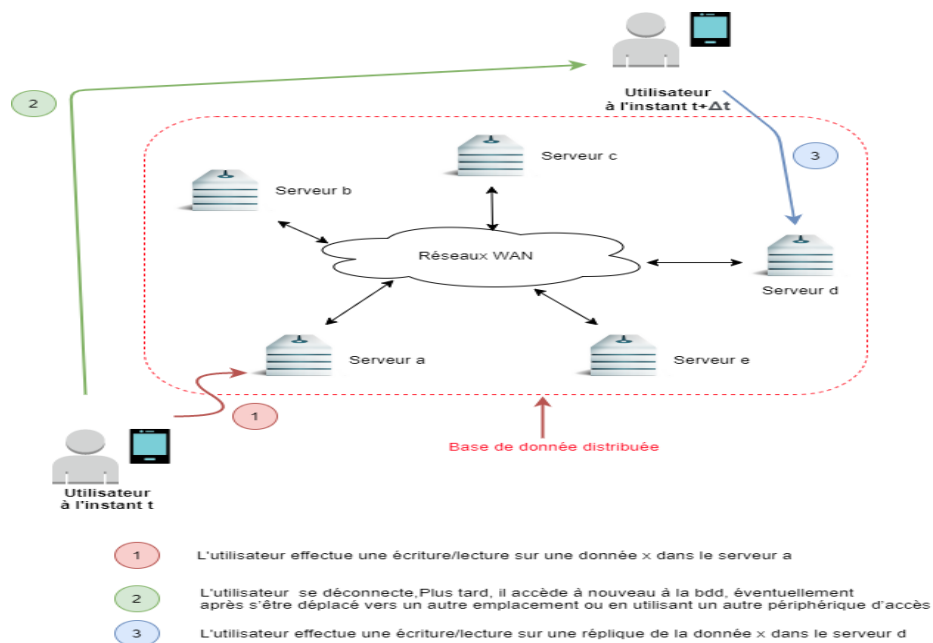 2
Utilisateur
à l'instant t+Δt
3
Serveur c
Serveur b
Réseaux WAN
Serveur d
Serveur a
Serveur e
1
Base de donnée distribuée
Utilisateur
à l'instant t
1 L'utilisateur effectue une écriture/lecture sur une donnée x dans le serveur a
2 L'utilisateur se déconnecte,Plus tard, il accède à nouveau à la bdd, éventuellement
après s'être déplacé vers un autre emplacement ou en utilisant un autre périphérique d'accès
3 L'utilisateur effectue une écriture/lecture sur une réplique de la donnée x dans le serveur d